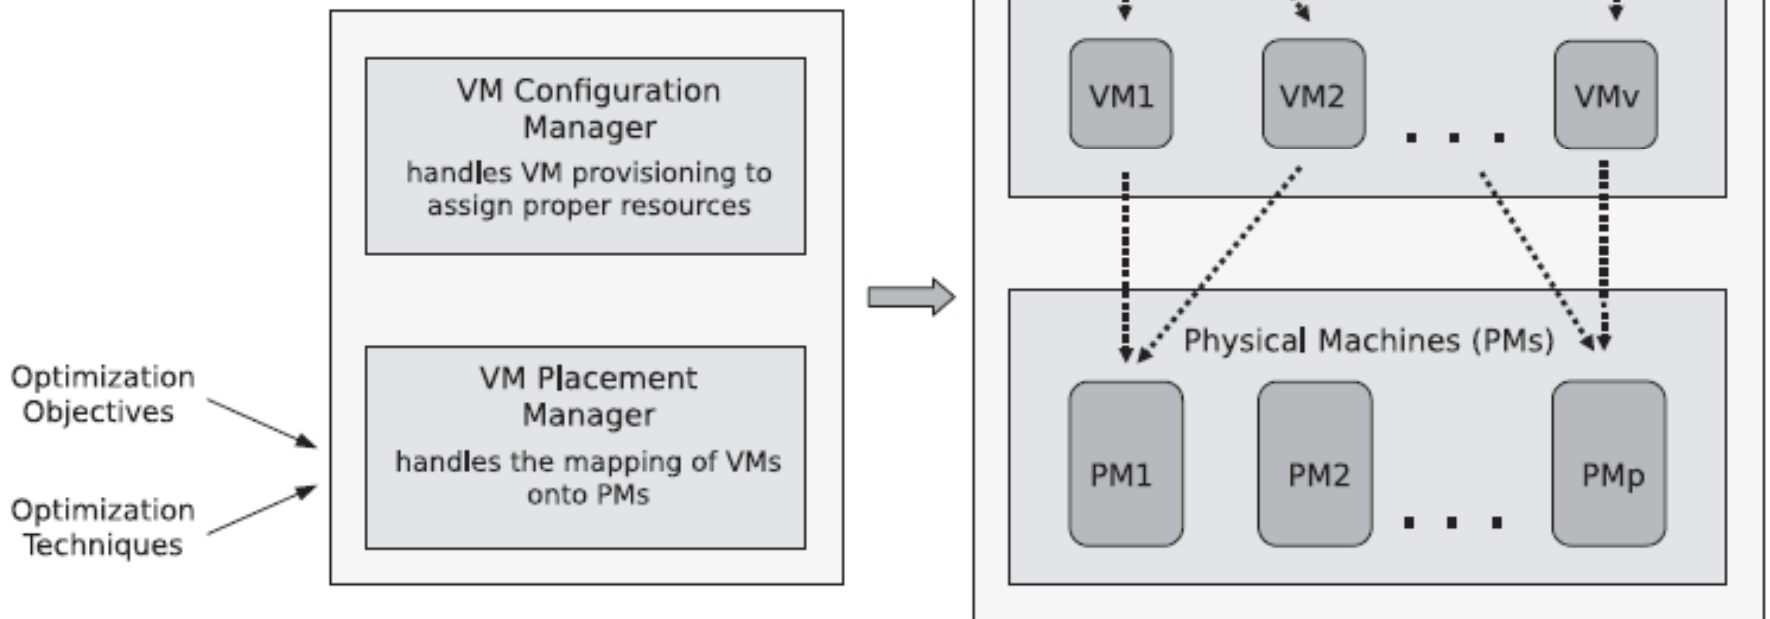 VM Configuration
Manager
handles VM provisioning to
assign proper resources
VM Placement
Manager
handles the mapping of VMs
onto PMs
Optimization
Objectives
Optimization
Techniques
VM1
VM2
. . .
VMv
Physical Machines (PMs)
PM1
PM2
. . .
PMp